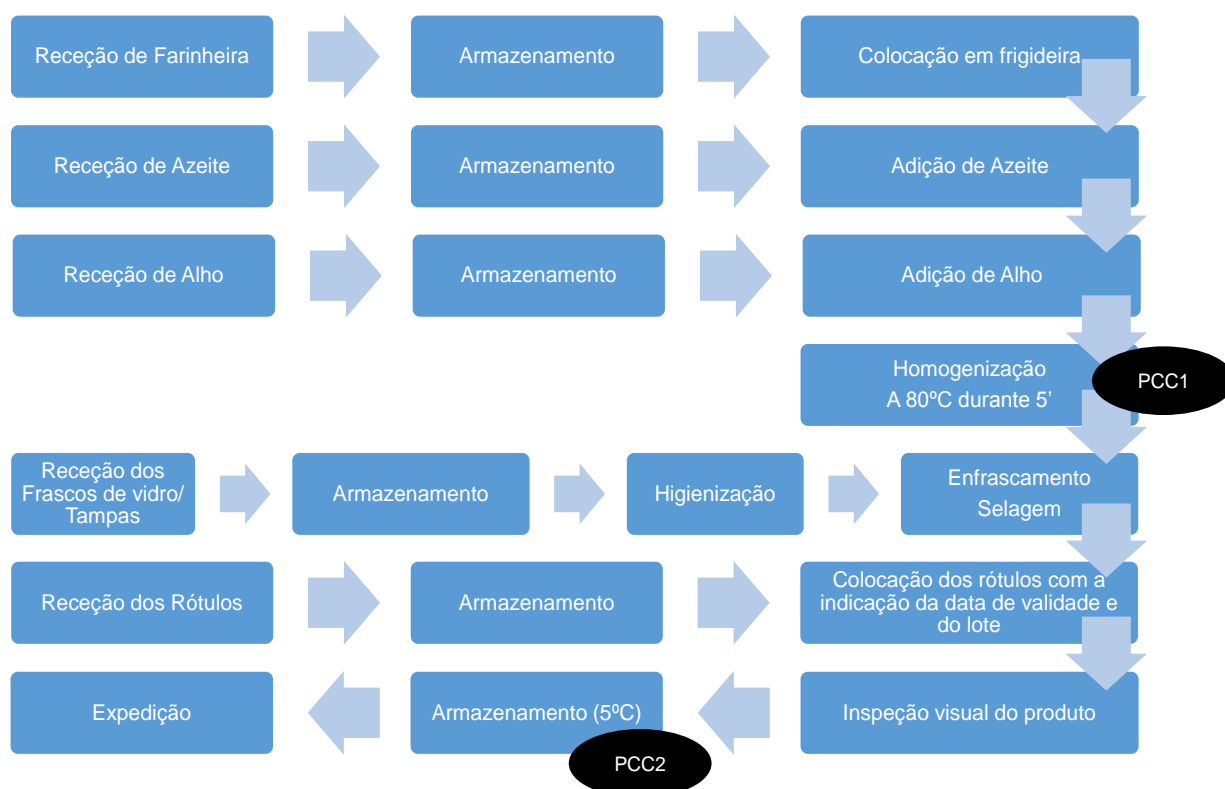 Receção de Farinheira
Armazenamento
Colocação em frigideira
Receção de Azeite
Armazenamento
Adição de Azeite
Receção de Alho
Armazenamento
Adição de Alho
Homogenização
A 80ºC durante 5'
PCC1
Receção dos
Frascos de vidro/
Tampas
Armazenamento
Higienização
Enfrascamento
Selagem
Receção dos Rótulos
Armazenamento
Colocação dos rótulos com a
indicação da data de validade e
do lote
Expedição
Armazenamento (5ºC)
Inspeção visual do produto
PCC2